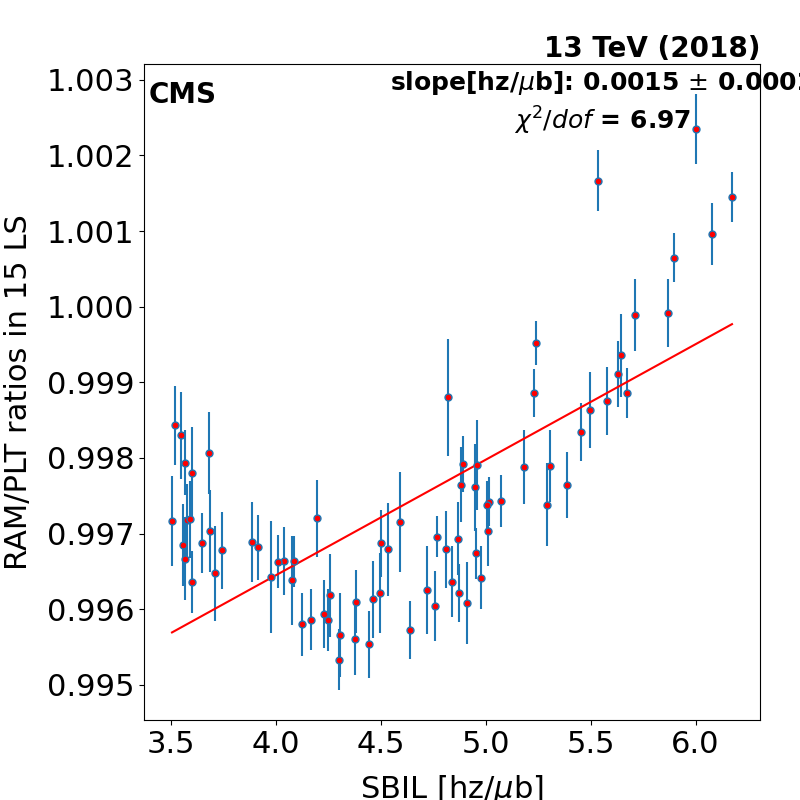 13 TeV (2018)
CMS
slope[hz/μb]: 0.0015 ± 0.000
χ²/dof = 6.97
RAM/PLT ratios in 15 LS
1.003
1.002
1.001
1.000
0.999
0.998
0.997
0.996
0.995
3.5 4.0 4.5 5.0 5.5 6.0
SBIL [hz/μb]